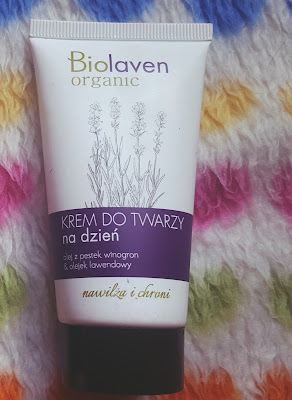 Biolaven
organic
KREM DO TWARZY
na dzień
olej z pestek winogron
& olejek lawendowy
nawilża i chroni